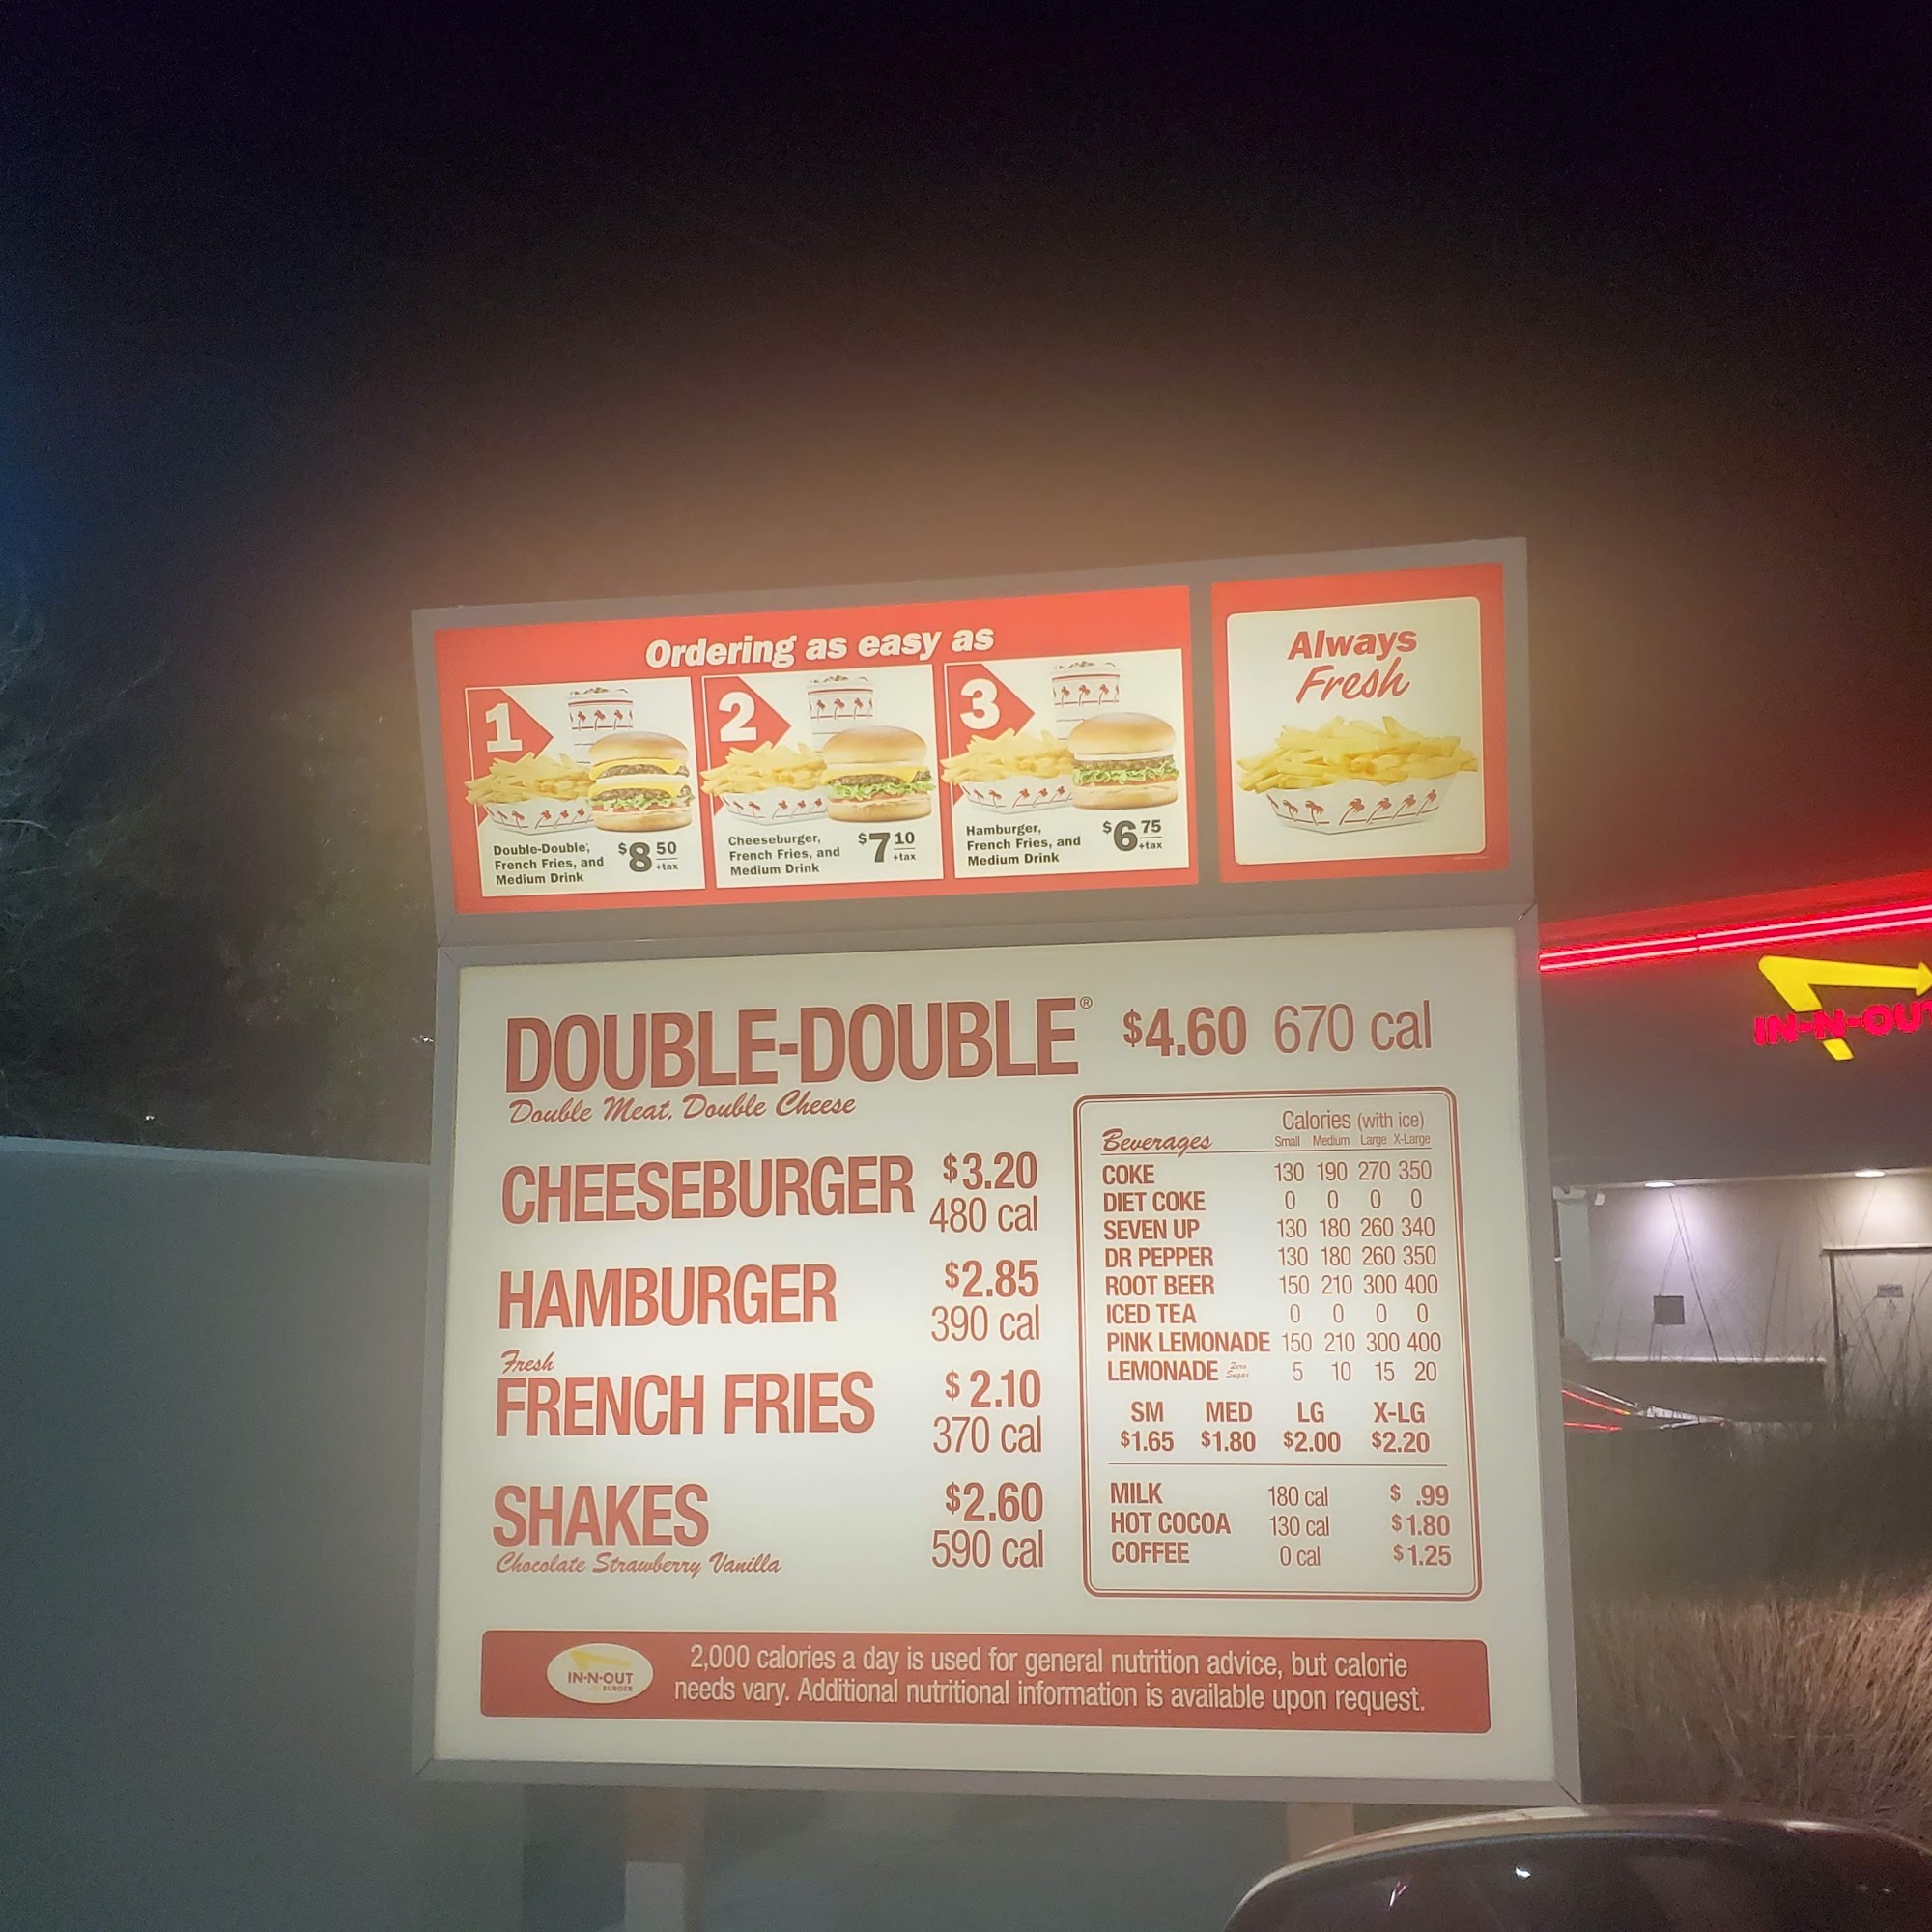 Ordering as easy as
1
Double-Double,
French Fries, and
Medium Drink
$8 50
+tax
2
Cheeseburger,
French Fries, and
Medium Drink
$7 10
+tax
3
Hamburger,
French Fries, and
Medium Drink
$6 75
+tax
Always
Fresh
DOUBLE-DOUBLE® $4.60 670 cal
Double Meat, Double Cheese
CHEESEBURGER $3.20
480 cal
HAMBURGER $2.85
390 cal
Fresh
FRENCH FRIES $2.10
370 cal
SHAKES $2.60
590 cal
Chocolate Strawberry Vanilla
Calories (with ice)
Beverages Small Medium Large X-Large
COKE 130 190 270 350
DIET COKE 0 0 0 0
SEVEN UP 130 180 260 340
DR PEPPER 130 180 260 350
ROOT BEER 150 210 300 400
ICED TEA 0 0 0 0
PINK LEMONADE 150 210 300 400
LEMONADE Zero Sugar 5 10 15 20
SM MED LG X-LG
$1.65 $1.80 $2.00 $2.20
MILK 180 cal $ .99
HOT COCOA 130 cal $1.80
COFFEE 0 cal $1.25
IN-N-OUT
BURGER
2,000 calories a day is used for general nutrition advice, but calorie
needs vary. Additional nutritional information is available upon request.
IN-N-OU